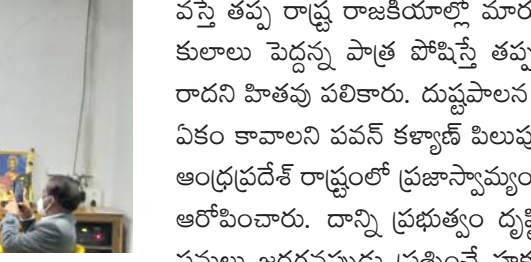 వస్తే తప్ప రాష్ట్ర రాజకీయాల్లో
కులాలు పెద్దన్న పాత్ర పోషిస్తే తప్ప
రాదని హితవు పలికారు. దుష్టపాలన
ఏకం కావాలని పవన్ కళ్యాణ్
ఆంధ్రప్రదేశ్ రాష్ట్రంలో ప్రజాస్వామ్యం
ఆరోపించారు. దాన్ని ప్రభుత్వం